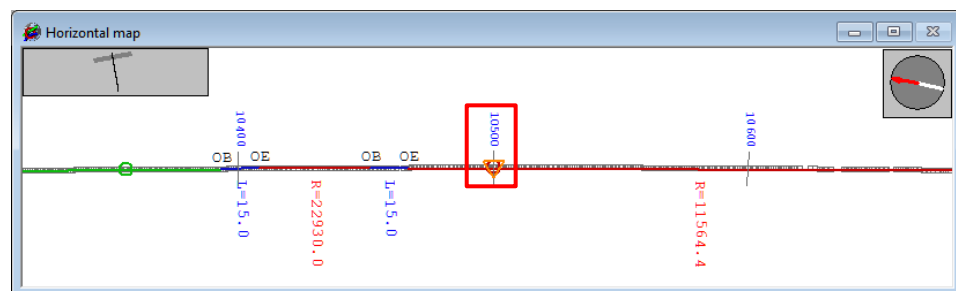 Horizontal map
10400
10500
10600
OB
OE
OB
OE
L=15.0
R=22930.0
L=15.0
R=11564.4